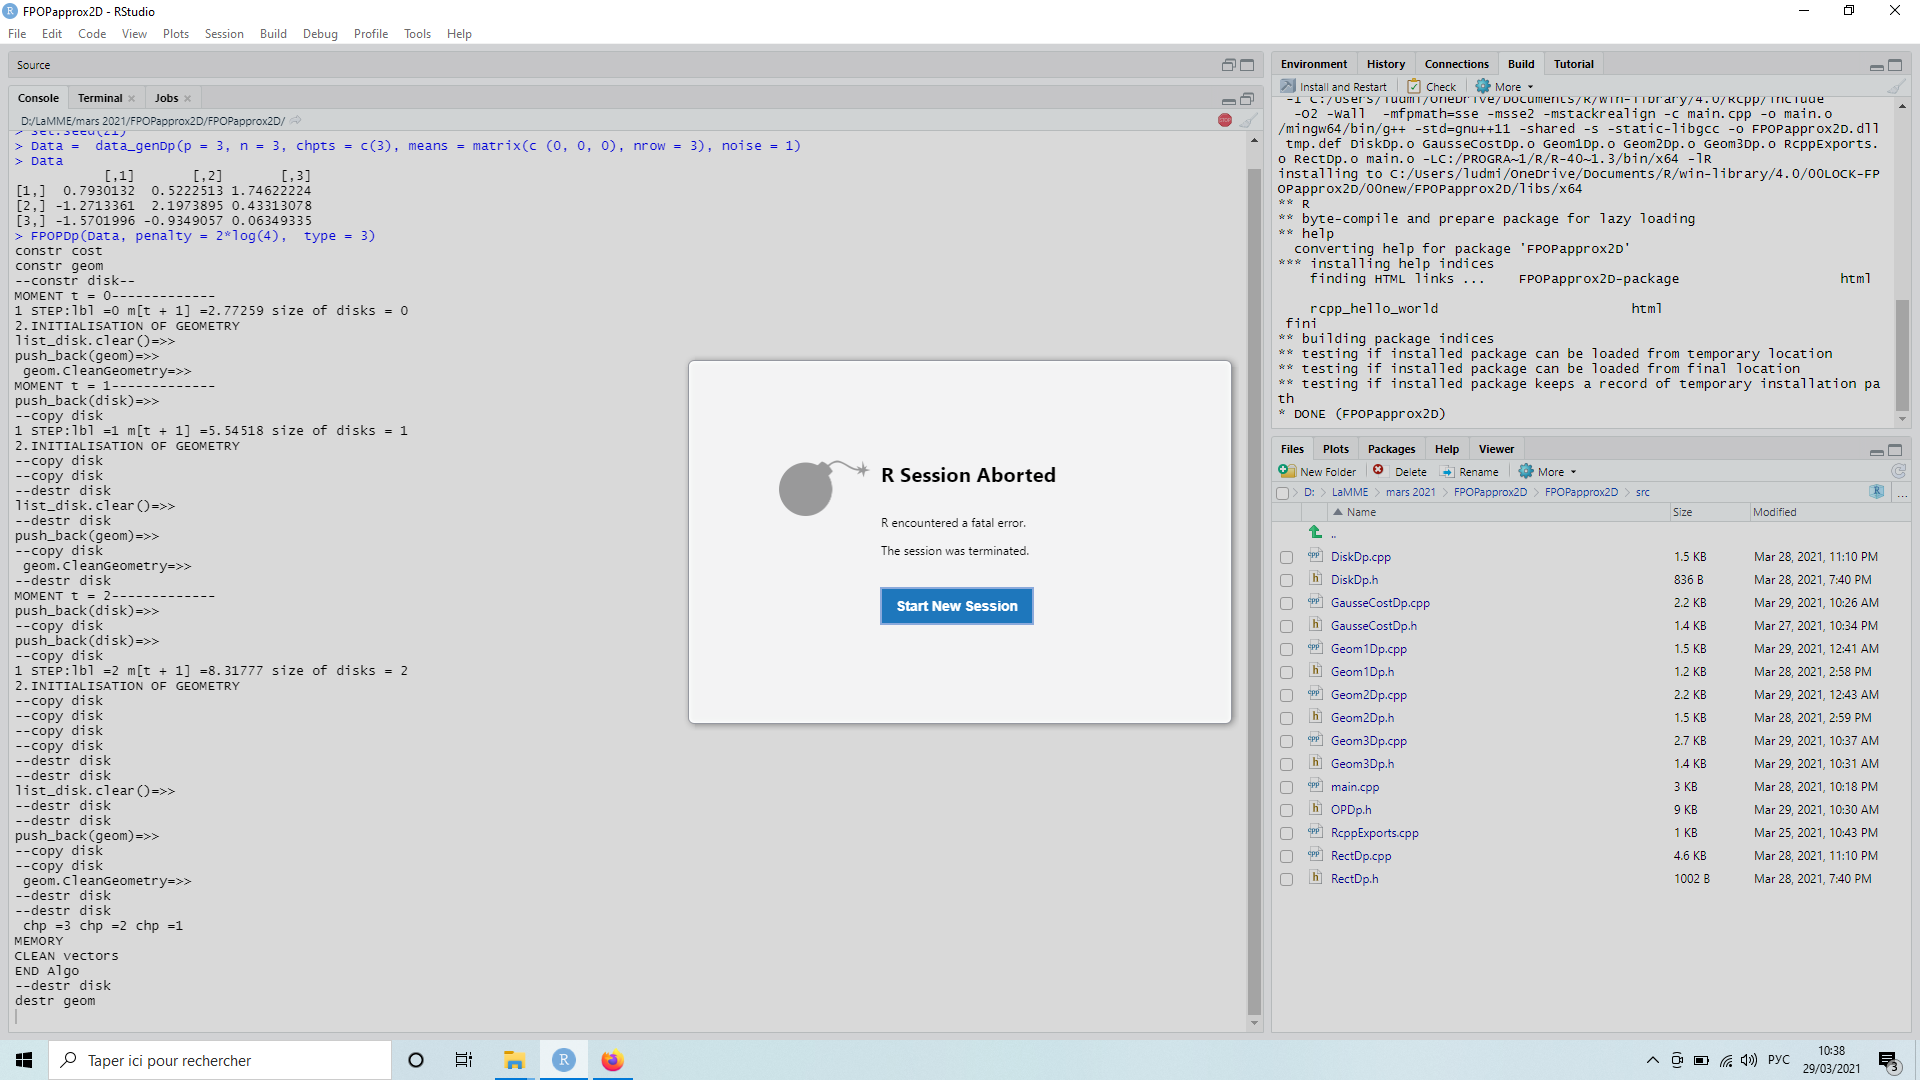 FPOPapprox2D - RStudio
File Edit Code View Plots Session Build Debug Profile Tools Help
Source
Console Terminal Jobs
D:/LaMME/mars 2021/FPOPapprox2D/FPOPapprox2D/
> set.seed(21)
> Data =  data_genDp(p = 3, n = 3, chpts = c(3), means = matrix(c (0, 0, 0), nrow = 3), noise = 1)
> Data
[,1] [,2] [,3]
[1,]  0.7930132  0.5222513 1.74622224
[2,] -1.2713361  2.1973895 0.43313078
[3,] -1.5701996 -0.9349057 0.06349335
> FPOPDp(Data, penalty = 2*log(4),  type = 3)
constr cost
constr geom
--constr disk--
MOMENT t = 0-------------
1 STEP:lbl =0 m[t + 1] =2.77259 size of disks = 0
2.INITIALISATION OF GEOMETRY
list_disk.clear()=>>
push_back(geom)=>>
geom.CleanGeometry=>>
MOMENT t = 1-------------
push_back(disk)=>>
--copy disk
1 STEP:lbl =1 m[t + 1] =5.54518 size of disks = 1
2.INITIALISATION OF GEOMETRY
--copy disk
--copy disk
--destr disk
list_disk.clear()=>>
--destr disk
push_back(geom)=>>
--copy disk
geom.CleanGeometry=>>
--destr disk
MOMENT t = 2-------------
push_back(disk)=>>
--copy disk
push_back(disk)=>>
--copy disk
1 STEP:lbl =2 m[t + 1] =8.31777 size of disks = 2
2.INITIALISATION OF GEOMETRY
--copy disk
--copy disk
--copy disk
--copy disk
--destr disk
--destr disk
list_disk.clear()=>>
--destr disk
--destr disk
push_back(geom)=>>
--copy disk
--copy disk
geom.CleanGeometry=>>
--destr disk
--destr disk
chp =3 chp =2 chp =1
MEMORY
CLEAN vectors
END Algo
--destr disk
destr geom
R Session Aborted
R encountered a fatal error.
The session was terminated.
Start New Session
Environment History Connections Build Tutorial
Install and Restart Check More
-I C:/Users/ludmi/OneDrive/Documents/R/win-library/4.0/Rcpp/include
-O2 -Wall  -mfpmath=sse -msse2 -mstackrealign -c main.cpp -o main.o
/mingw64/bin/g++ -std=gnu++11 -shared -s -static-libgcc -o FPOPapprox2D.dll
tmp.def DiskDp.o GausseCostDp.o Geom1Dp.o Geom2Dp.o Geom3Dp.o RcppExports.
o RectDp.o main.o -LC:/PROGRA~1/R/R-40~1.3/bin/x64 -lR
installing to C:/Users/ludmi/OneDrive/Documents/R/win-library/4.0/00LOCK-FP
OPapprox2D/00new/FPOPapprox2D/libs/x64
** R
** byte-compile and prepare package for lazy loading
** help
converting help for package 'FPOPapprox2D'
*** installing help indices
finding HTML links ... FPOPapprox2D-package html
rcpp_hello_world html
fini
** building package indices
** testing if installed package can be loaded from temporary location
** testing if installed package can be loaded from final location
** testing if installed package keeps a record of temporary installation pa
th
* DONE (FPOPapprox2D)
Files Plots Packages Help Viewer
New Folder Delete Rename More
D: LaMME mars 2021 FPOPapprox2D FPOPapprox2D src
Name Size Modified
..
DiskDp.cpp 1.5 KB Mar 28, 2021, 11:10 PM
DiskDp.h 836 B Mar 28, 2021, 7:40 PM
GausseCostDp.cpp 2.2 KB Mar 29, 2021, 10:26 AM
GausseCostDp.h 1.4 KB Mar 27, 2021, 10:34 PM
Geom1Dp.cpp 1.5 KB Mar 29, 2021, 12:41 AM
Geom1Dp.h 1.2 KB Mar 28, 2021, 2:58 PM
Geom2Dp.cpp 2.2 KB Mar 29, 2021, 12:43 AM
Geom2Dp.h 1.5 KB Mar 28, 2021, 2:59 PM
Geom3Dp.cpp 2.7 KB Mar 29, 2021, 10:37 AM
Geom3Dp.h 1.4 KB Mar 29, 2021, 10:31 AM
main.cpp 3 KB Mar 28, 2021, 10:18 PM
OPDp.h 9 KB Mar 29, 2021, 10:30 AM
RcppExports.cpp 1 KB Mar 25, 2021, 10:43 PM
RectDp.cpp 4.6 KB Mar 28, 2021, 11:10 PM
RectDp.h 1002 B Mar 28, 2021, 7:40 PM
Taper ici pour rechercher
РУС
10:38
29/03/2021
3